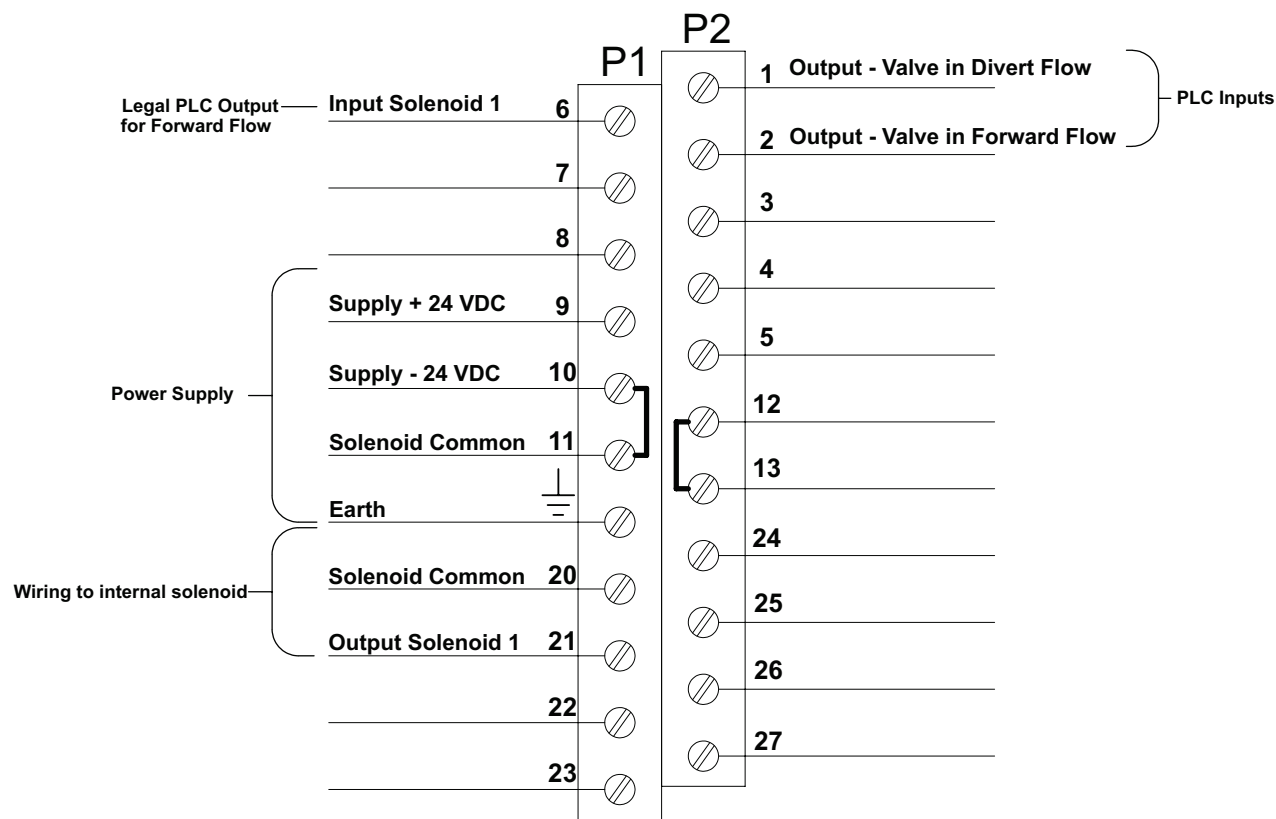 P1
P2
Legal PLC Output
for Forward Flow
Input Solenoid 1 6
7
8
Power Supply
Supply + 24 VDC 9
Supply - 24 VDC 10
Solenoid Common 11
Earth
Wiring to internal solenoid
Solenoid Common 20
Output Solenoid 1 21
22
23
1 Output - Valve in Divert Flow
2 Output - Valve in Forward Flow
PLC Inputs
3
4
5
12
13
24
25
26
27